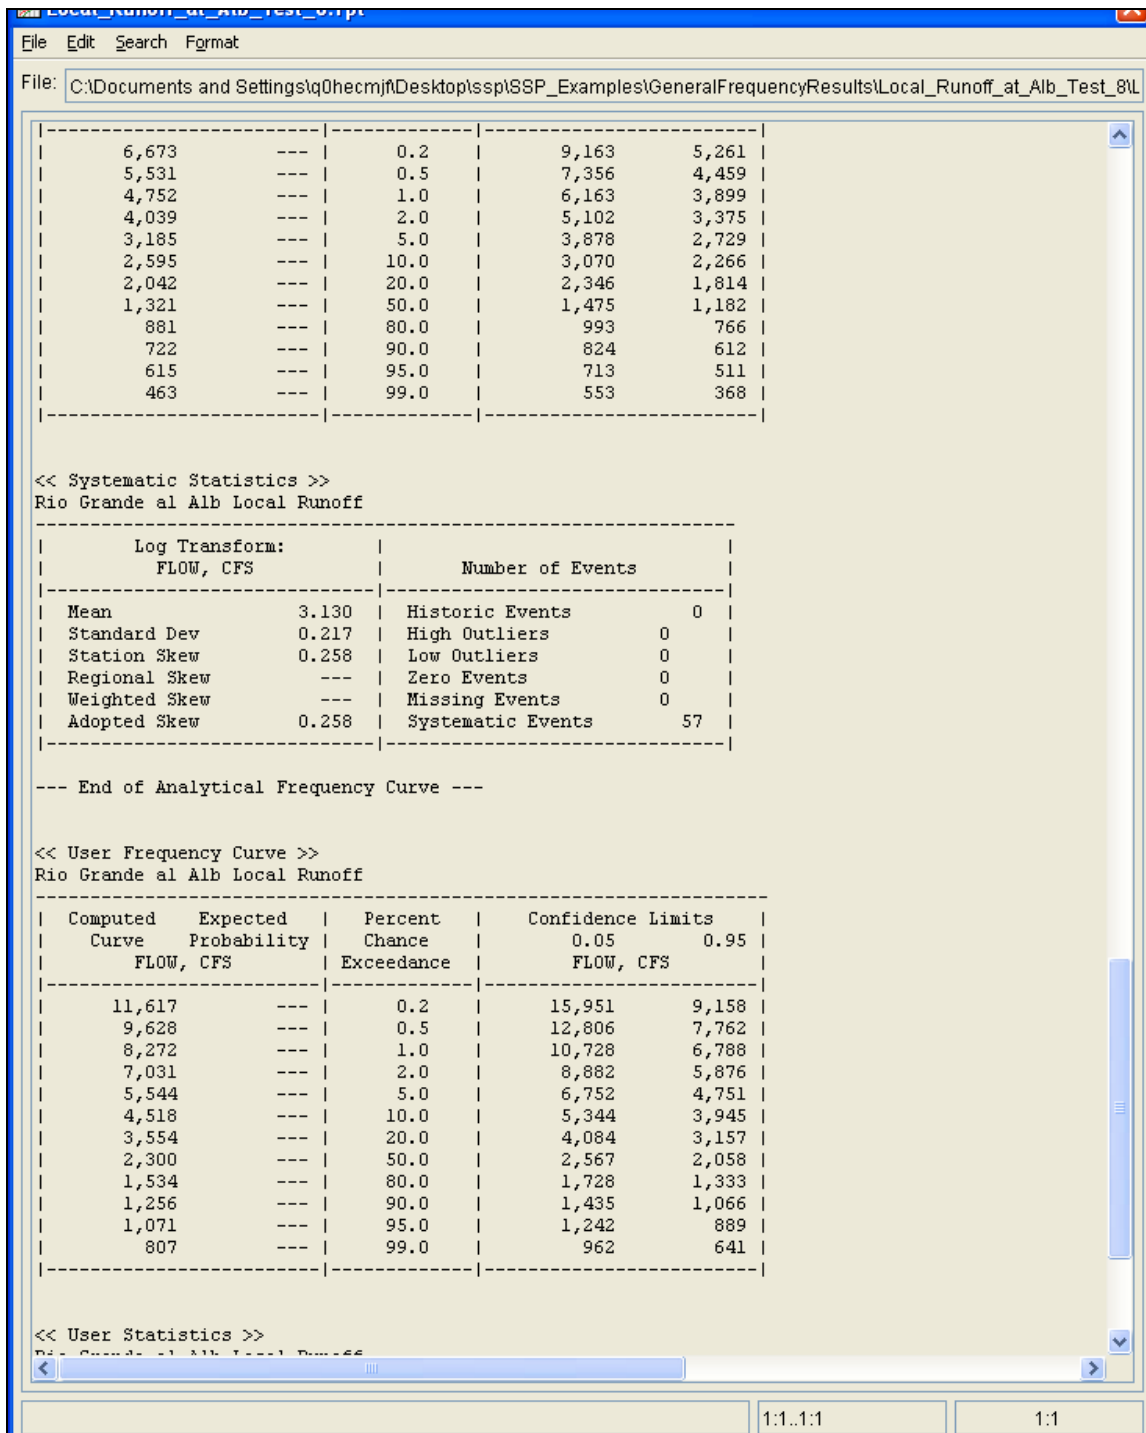 Local_Runoff_at_Alb_Test_8.rpt
File Edit Search Format
File: C:\Documents and Settings\q0hecmjf\Desktop\ssp\SSP_Examples\GeneralFrequencyResults\Local_Runoff_at_Alb_Test_8\L
|-------------------------|-------------|-------------------------|
| 6,673 --- | 0.2 | 9,163 5,261 |
| 5,531 --- | 0.5 | 7,356 4,459 |
| 4,752 --- | 1.0 | 6,163 3,899 |
| 4,039 --- | 2.0 | 5,102 3,375 |
| 3,185 --- | 5.0 | 3,878 2,729 |
| 2,595 --- | 10.0 | 3,070 2,266 |
| 2,042 --- | 20.0 | 2,346 1,814 |
| 1,321 --- | 50.0 | 1,475 1,182 |
| 881 --- | 80.0 | 993 766 |
| 722 --- | 90.0 | 824 612 |
| 615 --- | 95.0 | 713 511 |
| 463 --- | 99.0 | 553 368 |
|-------------------------|-------------|-------------------------|
<< Systematic Statistics >>
Rio Grande al Alb Local Runoff
----------------------------------------------------------------
| Log Transform: | |
| FLOW, CFS | Number of Events |
|------------------------------|-------------------------------|
| Mean 3.130 | Historic Events 0 |
| Standard Dev 0.217 | High Outliers 0 |
| Station Skew 0.258 | Low Outliers 0 |
| Regional Skew --- | Zero Events 0 |
| Weighted Skew --- | Missing Events 0 |
| Adopted Skew 0.258 | Systematic Events 57 |
|------------------------------|-------------------------------|
--- End of Analytical Frequency Curve ---
<< User Frequency Curve >>
Rio Grande al Alb Local Runoff
-------------------------------------------------------------------
| Computed Expected | Percent | Confidence Limits |
| Curve Probability | Chance | 0.05 0.95 |
| FLOW, CFS | Exceedance | FLOW, CFS |
|-------------------------|-------------|-------------------------|
| 11,617 --- | 0.2 | 15,951 9,158 |
| 9,628 --- | 0.5 | 12,806 7,762 |
| 8,272 --- | 1.0 | 10,728 6,788 |
| 7,031 --- | 2.0 | 8,882 5,876 |
| 5,544 --- | 5.0 | 6,752 4,751 |
| 4,518 --- | 10.0 | 5,344 3,945 |
| 3,554 --- | 20.0 | 4,084 3,157 |
| 2,300 --- | 50.0 | 2,567 2,058 |
| 1,534 --- | 80.0 | 1,728 1,333 |
| 1,256 --- | 90.0 | 1,435 1,066 |
| 1,071 --- | 95.0 | 1,242 889 |
| 807 --- | 99.0 | 962 641 |
|-------------------------|-------------|-------------------------|
<< User Statistics >>
Rio Grande al Alb Local Runoff
1:1..1:1 1:1